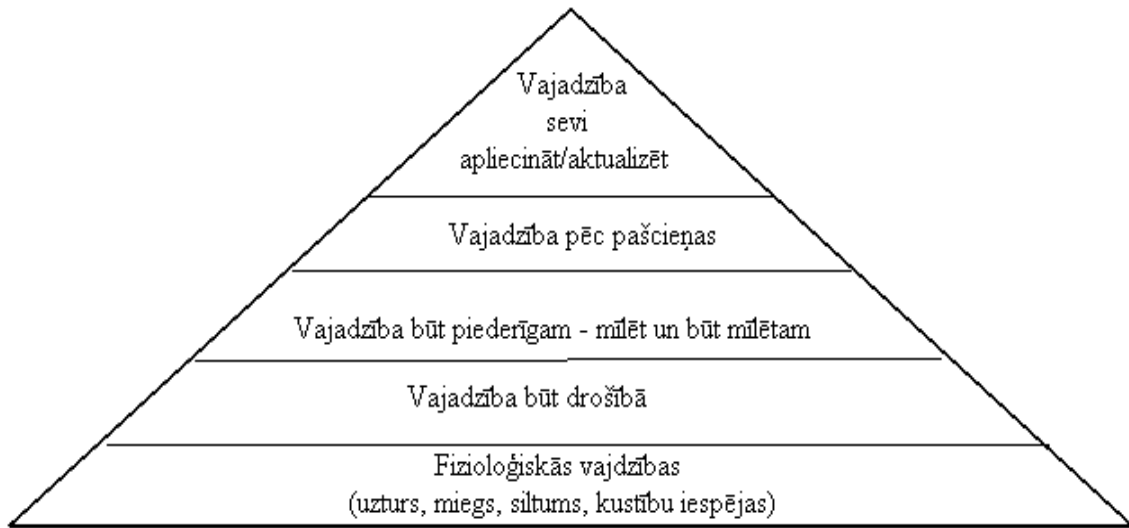 Vajadzība
sevi
apliecināt/aktualizēt
Vajadzība pēc pašcieņas
Vajadzība būt piederīgam - mīlēt un būt mīlētam
Vajadzība būt drošībā
Fizioloģiskās vajdzības
(uzturs, miegs, siltums, kustību iespējas)